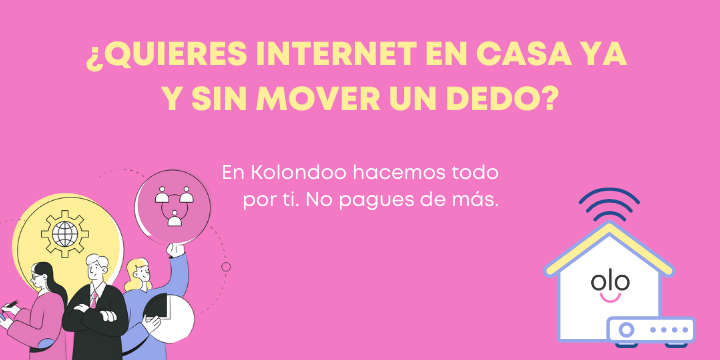 ¿QUIERES INTERNET EN CASA YA
Y SIN MOVER UN DEDO?
En Kolondoo hacemos todo
por ti. No pagues de más.
olo